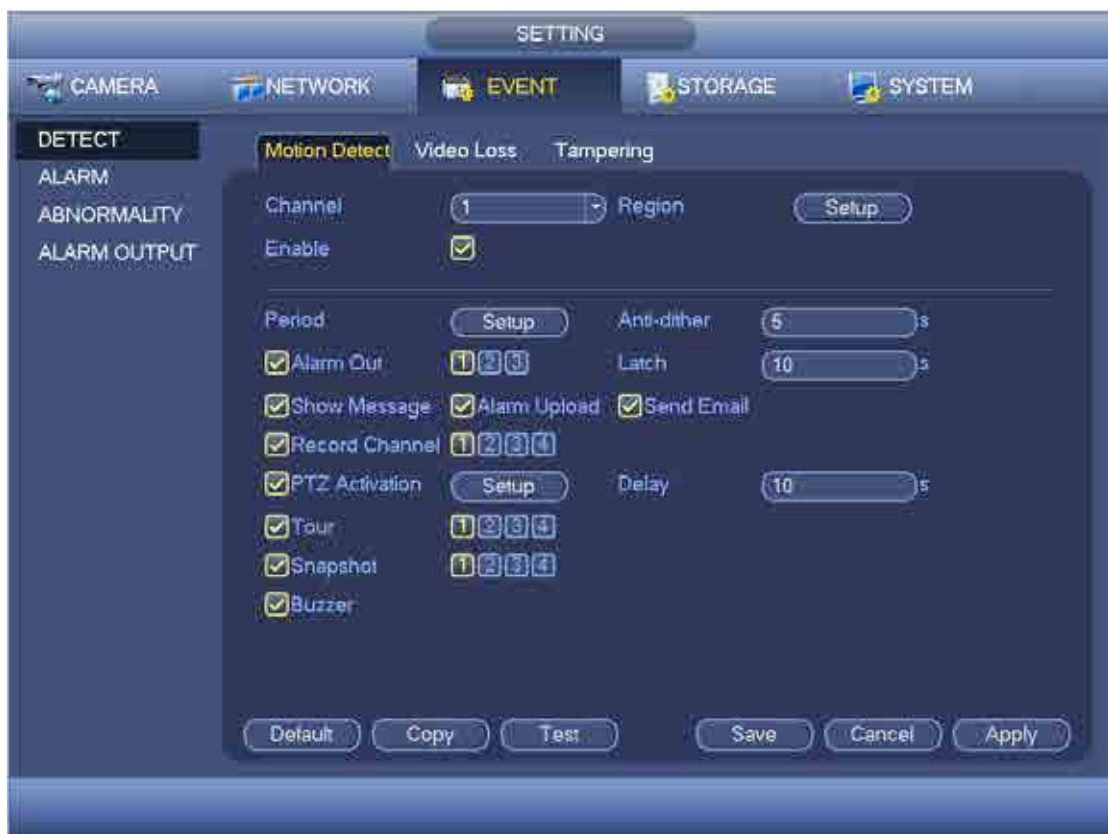 SETTING
CAMERA NETWORK EVENT STORAGE SYSTEM
DETECT
ALARM
ABNORMALITY
ALARM OUTPUT
Motion Detect Video Loss Tampering
Channel 1 Region Setup
Enable
Period Setup Anti-dither 5 s
Alarm Out 1 2 3 Latch 10 s
Show Message Alarm Upload Send Email
Record Channel 1 2 3 4
PTZ Activation Setup Delay 10 s
Tour 1 2 3 4
Snapshot 1 2 3 4
Buzzer
Default Copy Test Save Cancel Apply